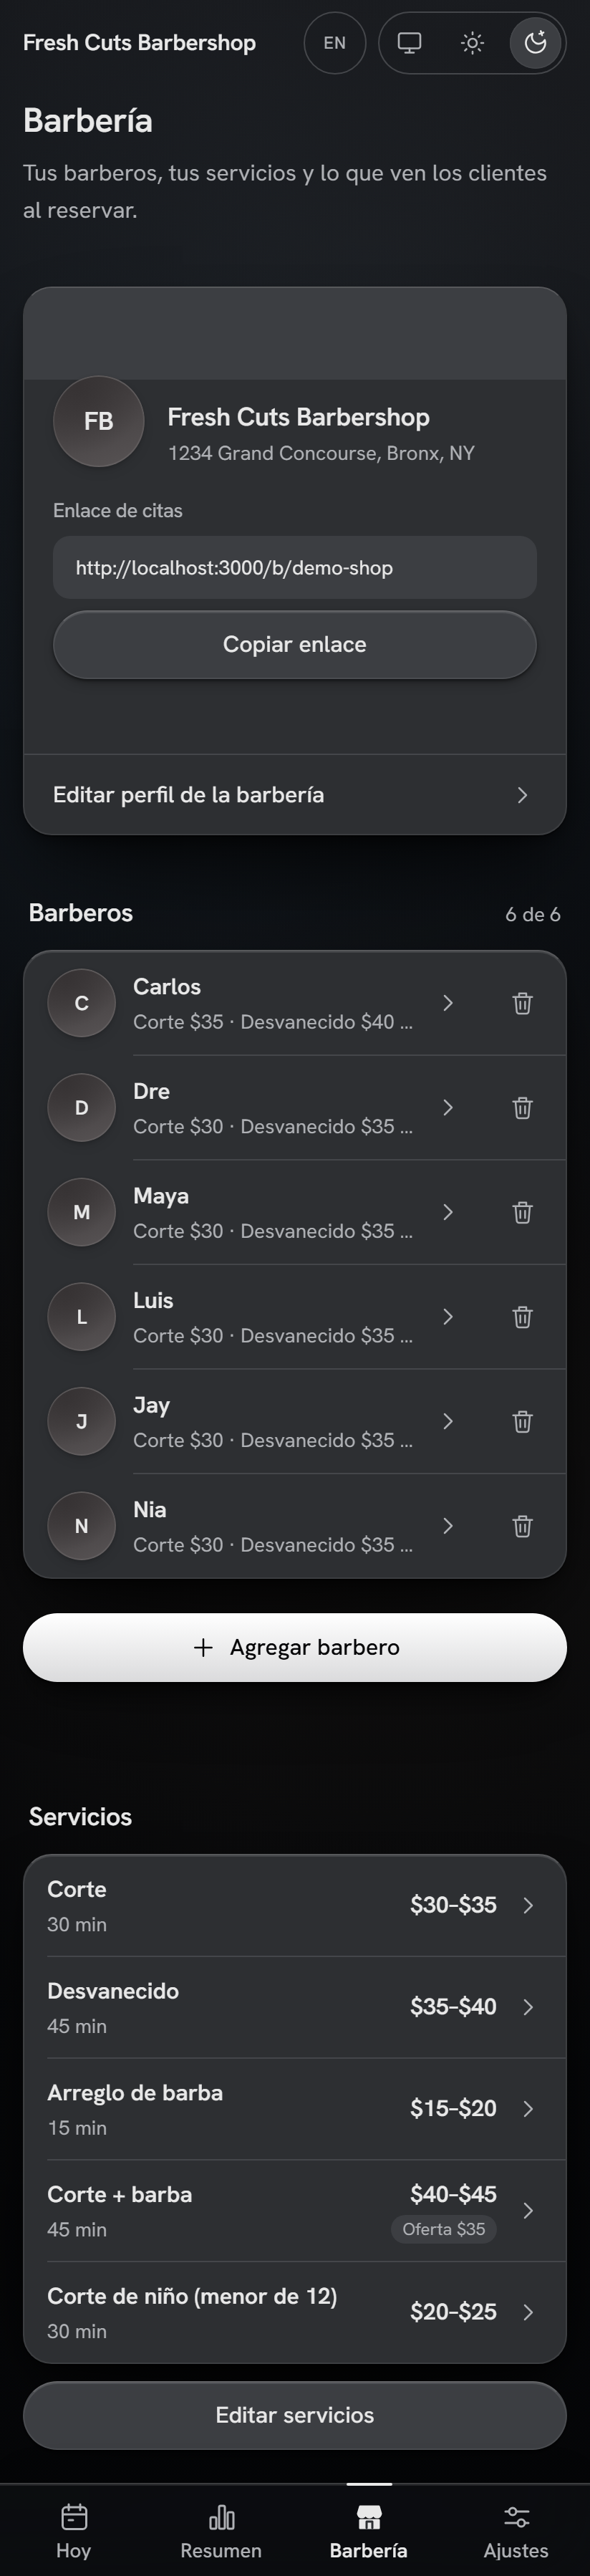 Fresh Cuts Barbershop
EN
Barbería
Tus barberos, tus servicios y lo que ven los clientes
al reservar.
FB
Fresh Cuts Barbershop
1234 Grand Concourse, Bronx, NY
Enlace de citas
http://localhost:3000/b/demo-shop
Copiar enlace
Editar perfil de la barbería
Barberos
6 de 6
C
Carlos
Corte $35 · Desvanecido $40 ...
D
Dre
Corte $30 · Desvanecido $35 ...
M
Maya
Corte $30 · Desvanecido $35 ...
L
Luis
Corte $30 · Desvanecido $35 ...
J
Jay
Corte $30 · Desvanecido $35 ...
N
Nia
Corte $30 · Desvanecido $35 ...
Agregar barbero
Servicios
Corte
30 min
$30–$35
Desvanecido
45 min
$35–$40
Arreglo de barba
15 min
$15–$20
Corte + barba
45 min
$40–$45
Oferta $35
Corte de niño (menor de 12)
30 min
$20–$25
Editar servicios
Hoy
Resumen
Barbería
Ajustes